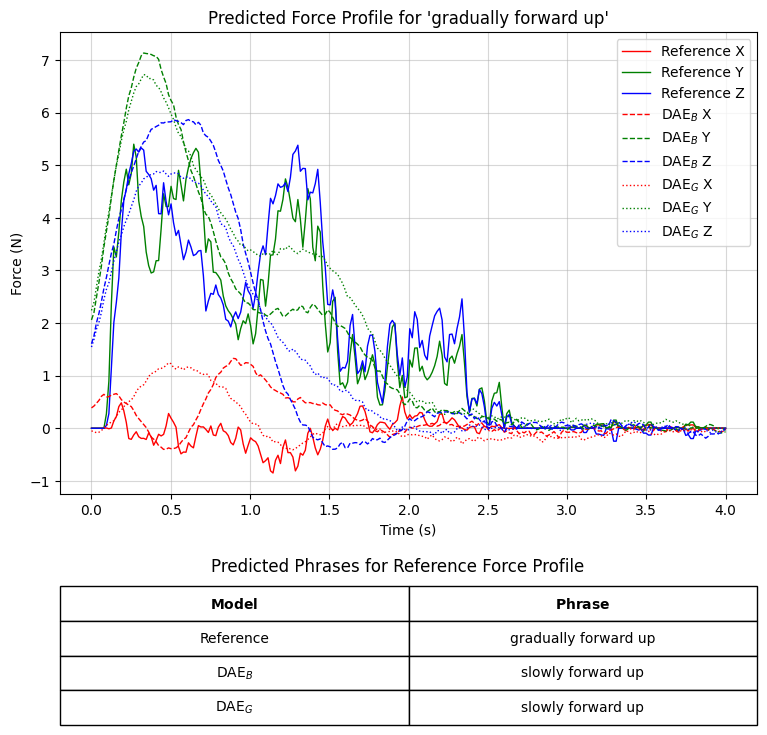 Predicted Force Profile for 'gradually forward up'
Force (N)
7
6
5
4
3
2
1
0
−1
Reference X
Reference Y
Reference Z
DAE_B X
DAE_B Y
DAE_B Z
DAE_G X
DAE_G Y
DAE_G Z
0.0 0.5 1.0 1.5 2.0 2.5 3.0 3.5 4.0
Time (s)
Predicted Phrases for Reference Force Profile
Model Phrase
Reference gradually forward up
DAE_B slowly forward up
DAE_G slowly forward up